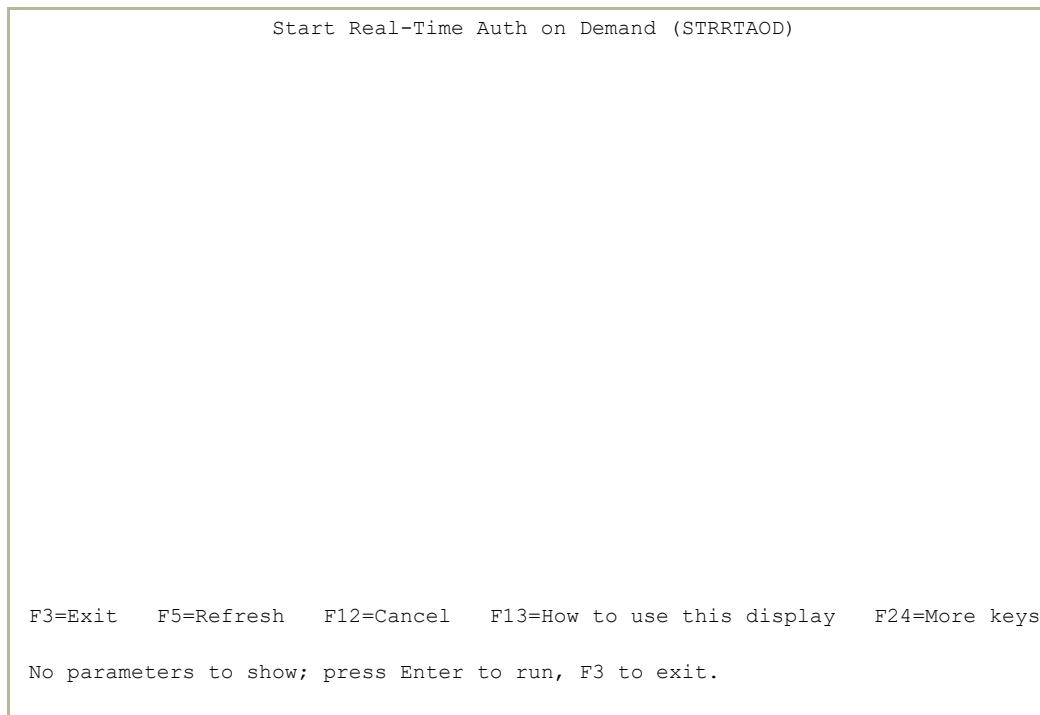 Start Real-Time Auth on Demand (STRRTAOD)
F3=Exit   F5=Refresh   F12=Cancel   F13=How to use this display   F24=More keys
No parameters to show; press Enter to run, F3 to exit.